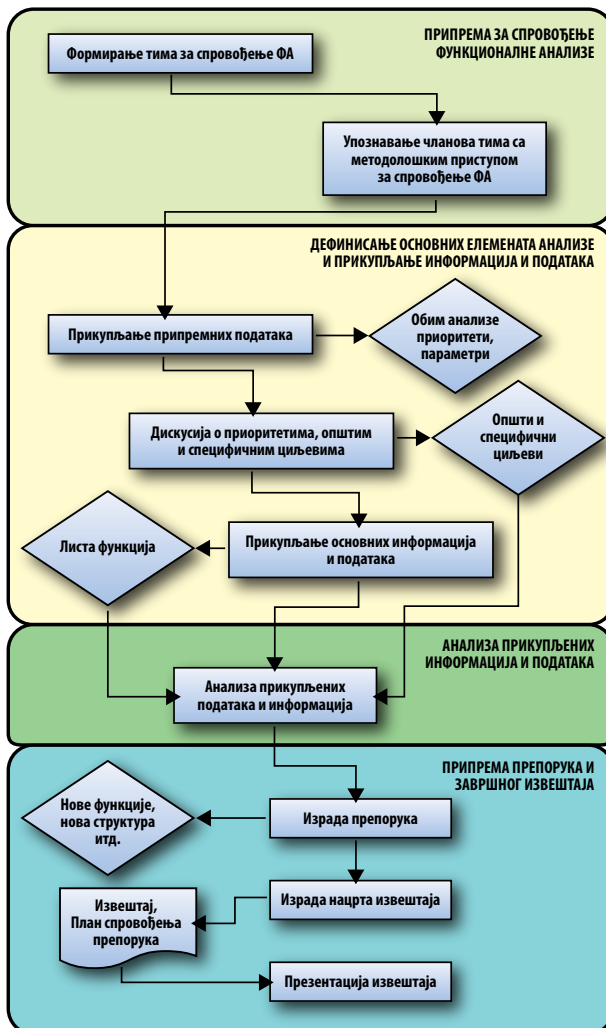 ПРИПРЕМА ЗА СПРОВОЂЕЊЕ
ФУНКЦИОНАЛНЕ АНАЛИЗЕ
Формирање тима за спровођење ФА
Упознавање чланова тима са
методолошким приступом
за спровођење ФА
ДЕФИНИСАЊЕ ОСНОВНИХ ЕЛЕМЕНАТА АНАЛИЗЕ
И ПРИКУПЉАЊЕ ИНФОРМАЦИЈА И ПОДАТАКА
Прикупљање припремних података
Обим анализе
приоритети,
параметри
Дискусија о приоритетима, општим
и специфичним циљевима
Општи и
специфични
циљеви
Листа функција
Прикупљање основних информација
и података
АНАЛИЗА ПРИКУПЉЕНИХ
ИНФОРМАЦИЈА И ПОДАТАКА
Анализа прикупљених
података и информација
ПРИПРЕМА ПРЕПОРУКА И
ЗАВРШНОГ ИЗВЕШТАЈА
Нове функције,
нова структура
итд.
Израда препорука
Израда нацрта извештаја
Извештај,
План спровођења
препорука
Презентација извештаја